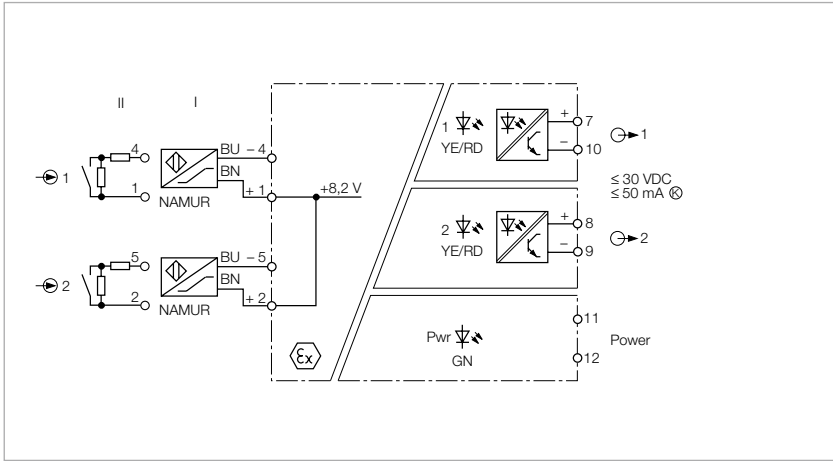 II I
4
BU – 4
1
BN
+ 1
1
NAMUR
+8,2 V
5
BU – 5
2
BN
+ 2
2
NAMUR
Ex
1
YE/RD
+
7
–
10
1
≤ 30 VDC
≤ 50 mA Ⓚ
2
YE/RD
+
8
–
9
2
Pwr
GN
11
12
Power